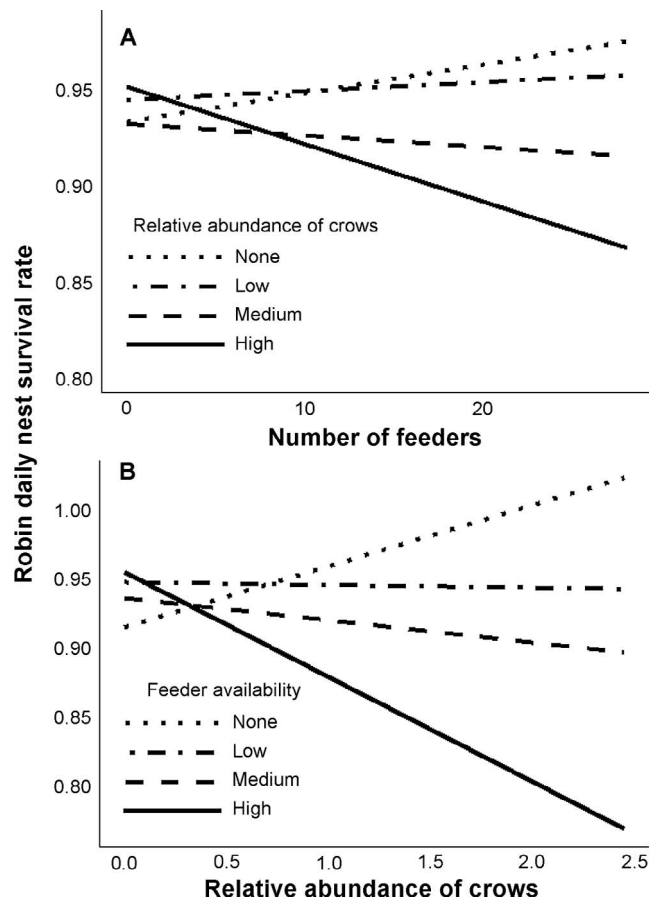 A
0.95
0.90
0.85
0.80
Relative abundance of crows
None
Low
Medium
High
0 10 20
Number of feeders
Robin daily nest survival rate
B
1.00
0.95
0.90
0.85
0.80
Feeder availability
None
Low
Medium
High
0.0 0.5 1.0 1.5 2.0 2.5
Relative abundance of crows